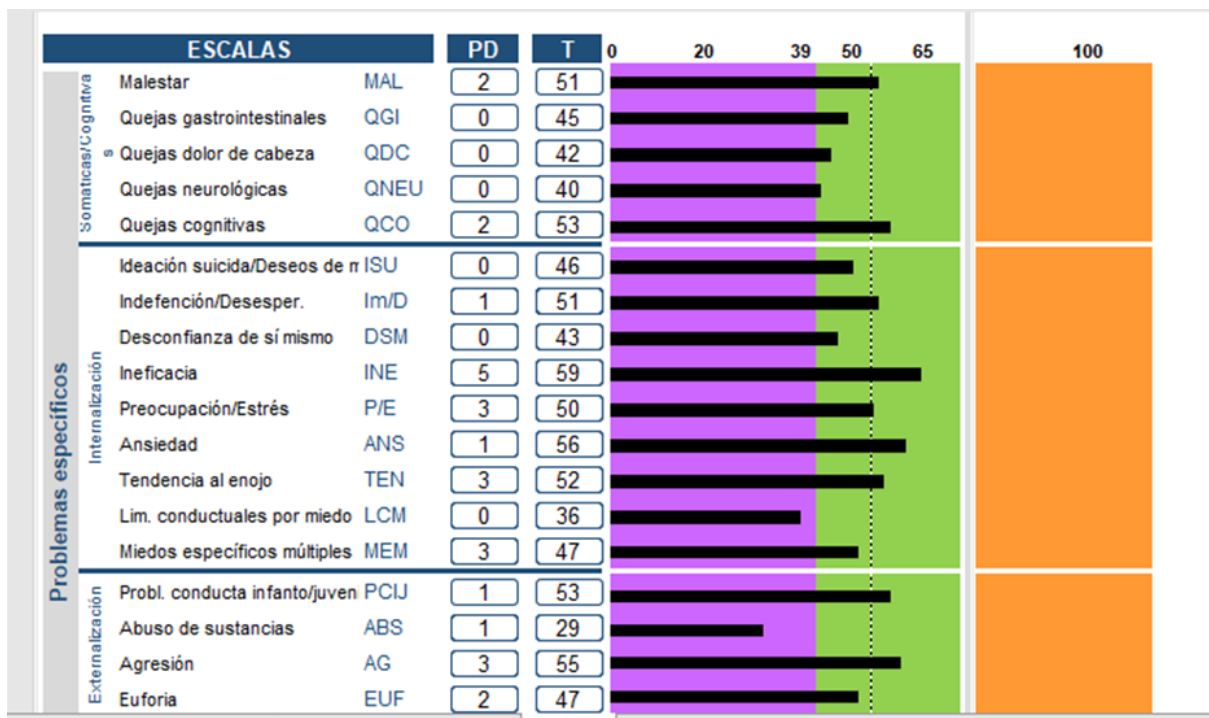 ESCALAS PD T 0 20 39 50 65 100
Malestar MAL 2 51
Quejas gastrointestinales QGI 0 45
Quejas dolor de cabeza QDC 0 42
Quejas neurológicas QNEU 0 40
Quejas cognitivas QCO 2 53
Somaticas/Cognitiva
s
Ideación suicida/Deseos de m ISU 0 46
Indefención/Desesper. Im/D 1 51
Desconfianza de sí mismo DSM 0 43
Ineficacia INE 5 59
Preocupación/Estrés P/E 3 50
Ansiedad ANS 1 56
Tendencia al enojo TEN 3 52
Lim. conductuales por miedo LCM 0 36
Miedos específicos múltiples MEM 3 47
Internalización
Probl. conducta infanto/juveni PCIJ 1 53
Abuso de sustancias ABS 1 29
Agresión AG 3 55
Euforia EUF 2 47
Externalización
Problemas específicos